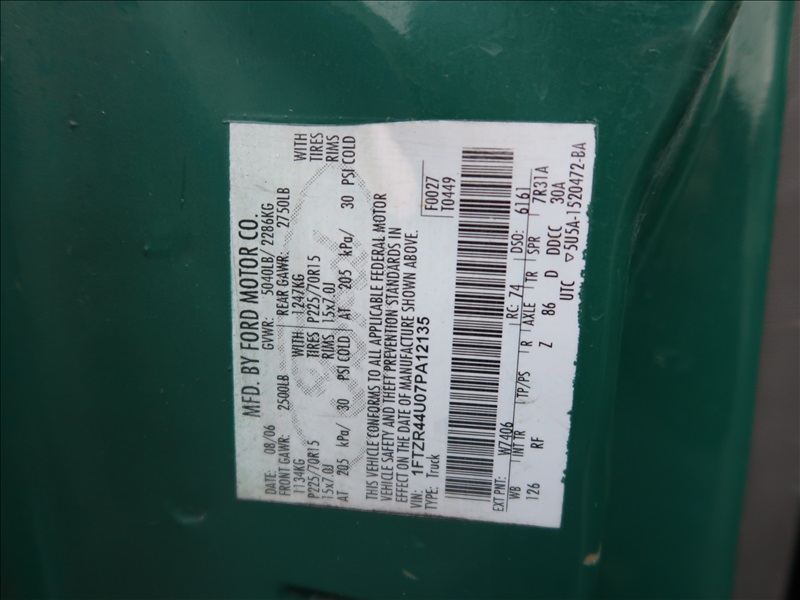 MFD. BY FORD MOTOR CO.
DATE: 08/06 GVWR: 5040LB/ 2286KG
FRONT GAWR: 2500LB REAR GAWR: 2750LB
1134KG WITH 1247KG WITH
P225/70R15 TIRES P225/70R15 TIRES
15x7.0J RIMS 15x7.0J RIMS
AT 205 kPa/ 30 PSI COLD AT 205 kPa/ 30 PSI COLD
THIS VEHICLE CONFORMS TO ALL APPLICABLE FEDERAL MOTOR
VEHICLE SAFETY AND THEFT PREVENTION STANDARDS IN
EFFECT ON THE DATE OF MANUFACTURE SHOWN ABOVE.
VIN: 1FTZR44U07PA12135 F0027
TYPE: Truck T0449
EXT PNT: W7406 RC: 74 DSO: 6161
WB INT TR TP/PS R AXLE TR SPR 7R31A
126 RF Z 86 D DDCC 30A
UTC ▽5U5A-1520472-BA